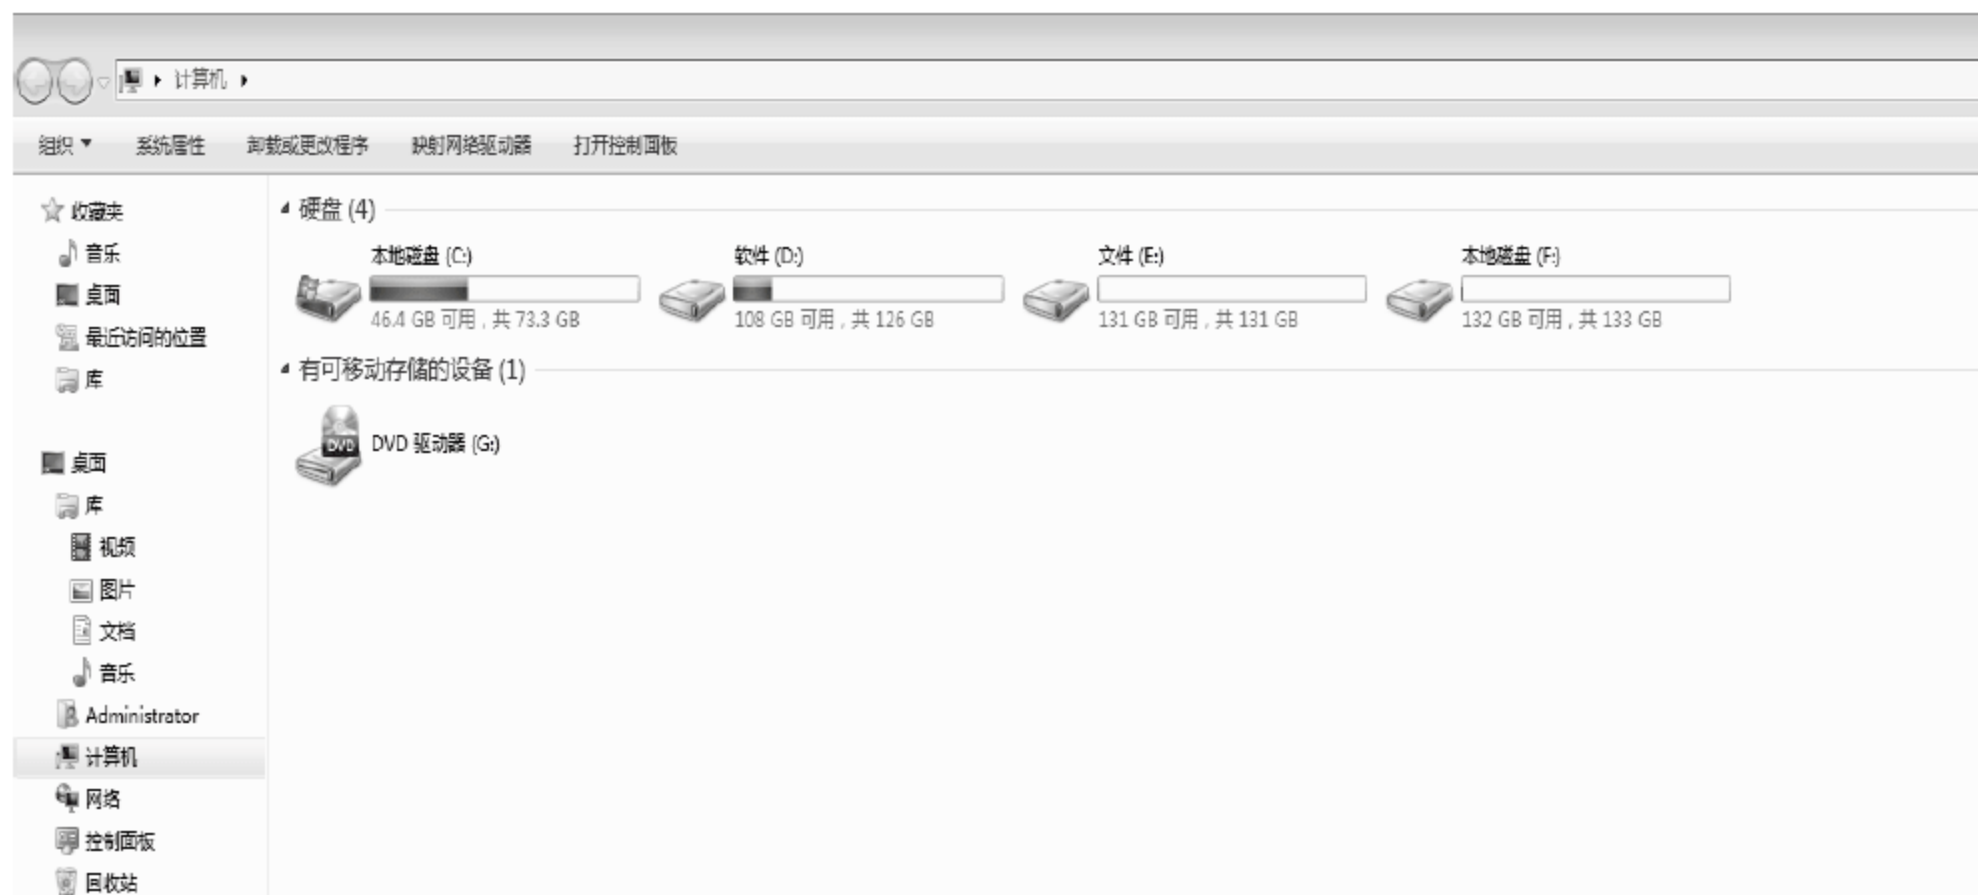 计算机
组织 系统属性 卸载或更改程序 映射网络驱动器 打开控制面板
收藏夹
音乐
桌面
最近访问的位置
库
桌面
库
视频
图片
文档
音乐
Administrator
计算机
网络
控制面板
回收站
硬盘 (4)
本地磁盘 (C:)
46.4 GB 可用 , 共 73.3 GB
软件 (D:)
108 GB 可用 , 共 126 GB
文件 (E:)
131 GB 可用 , 共 131 GB
本地磁盘 (F:)
132 GB 可用 , 共 133 GB
有可移动存储的设备 (1)
DVD
DVD 驱动器 (G:)